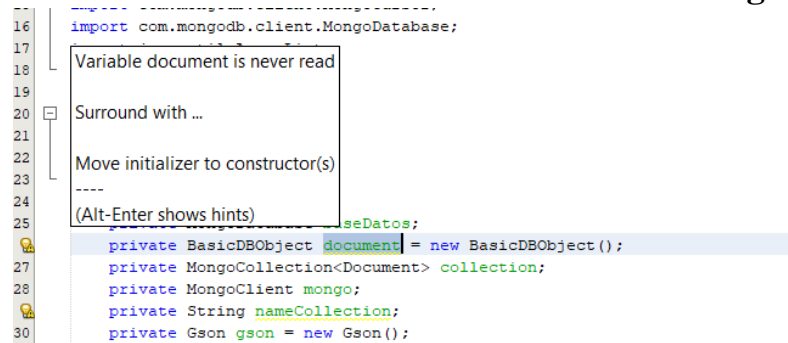 16 import com.mongodb.client.MongoDatabase;
17
18
19
20
21
22
23
24
25 baseDatos;
Variable document is never read
Surround with ...
Move initializer to constructor(s)
----
(Alt-Enter shows hints)
private BasicDBObject document = new BasicDBObject();
27 private MongoCollection<Document> collection;
28 private MongoClient mongo;
private String nameCollection;
30 private Gson gson = new Gson();